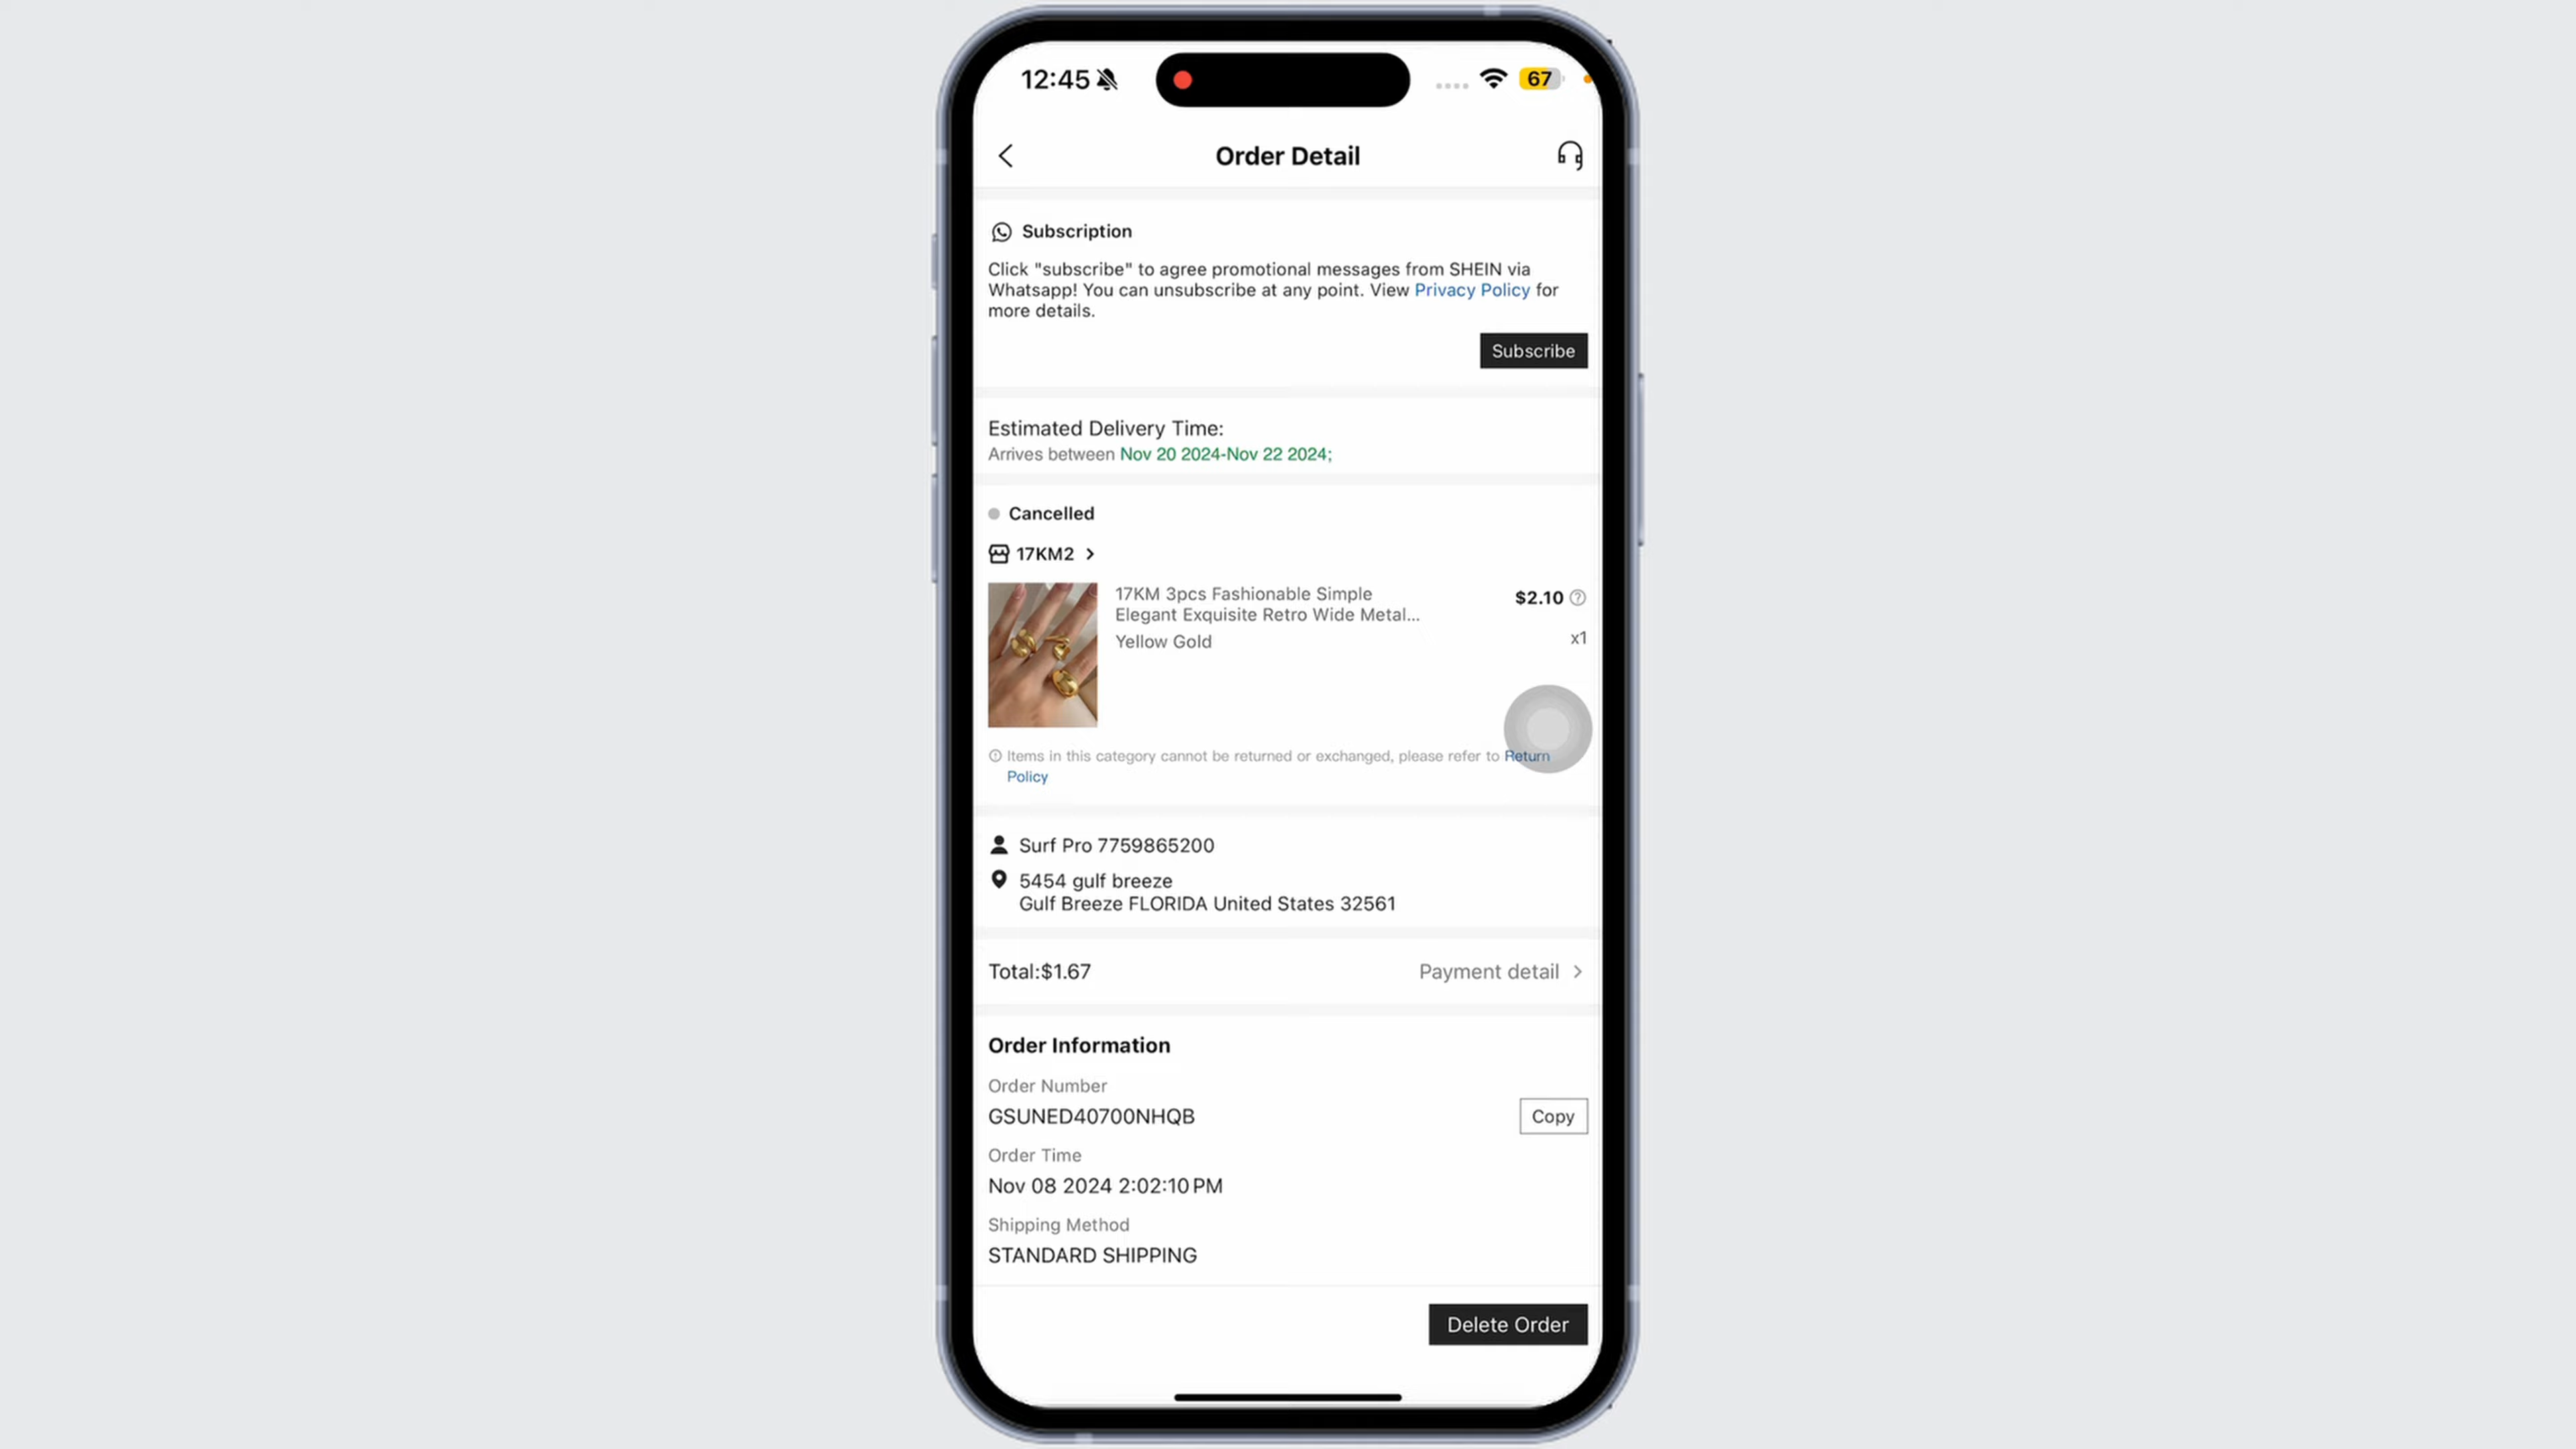 12:45
67
Order Detail
Subscription
Click "subscribe" to agree promotional messages from SHEIN via
Whatsapp! You can unsubscribe at any point. View Privacy Policy for
more details.
Subscribe
Estimated Delivery Time:
Arrives between Nov 20 2024-Nov 22 2024;
Cancelled
17KM2
17KM 3pcs Fashionable Simple
Elegant Exquisite Retro Wide Metal...
Yellow Gold
$2.10
x1
Items in this category cannot be returned or exchanged, please refer to Return
Policy
Surf Pro 7759865200
5454 gulf breeze
Gulf Breeze FLORIDA United States 32561
Total:$1.67
Payment detail
Order Information
Order Number
GSUNED40700NHQB
Copy
Order Time
Nov 08 2024 2:02:10 PM
Shipping Method
STANDARD SHIPPING
Delete Order